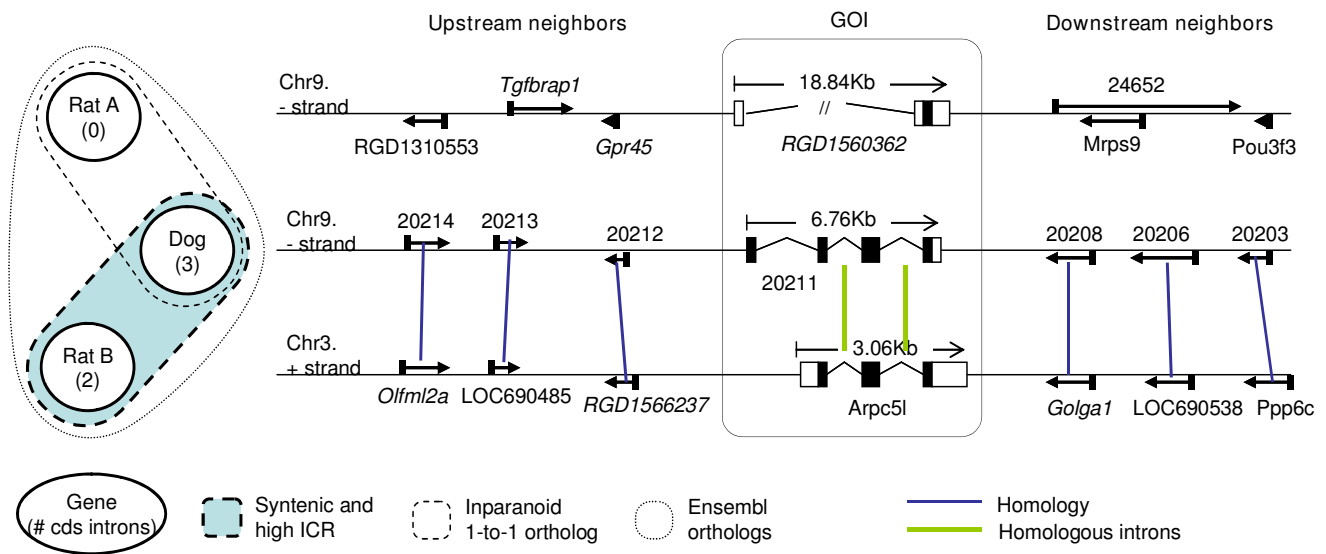 Upstream neighbors
GOI
Downstream neighbors
Rat A
(0)
Dog
(3)
Rat B
(2)
Chr9.
- strand
Tgfbrap1
18.84Kb
24652
//
RGD1310553
Gpr45
RGD1560362
Mrps9
Pou3f3
Chr9.
- strand
20214
20213
20212
6.76Kb
20208
20206
20203
20211
Chr3.
+ strand
3.06Kb
Olfml2a
LOC690485
RGD1566237
Arpc5l
Golga1
LOC690538
Ppp6c
Gene
(# cds introns)
Syntenic and
high ICR
Inparanoid
1-to-1 ortholog
Ensembl
orthologs
Homology
Homologous introns